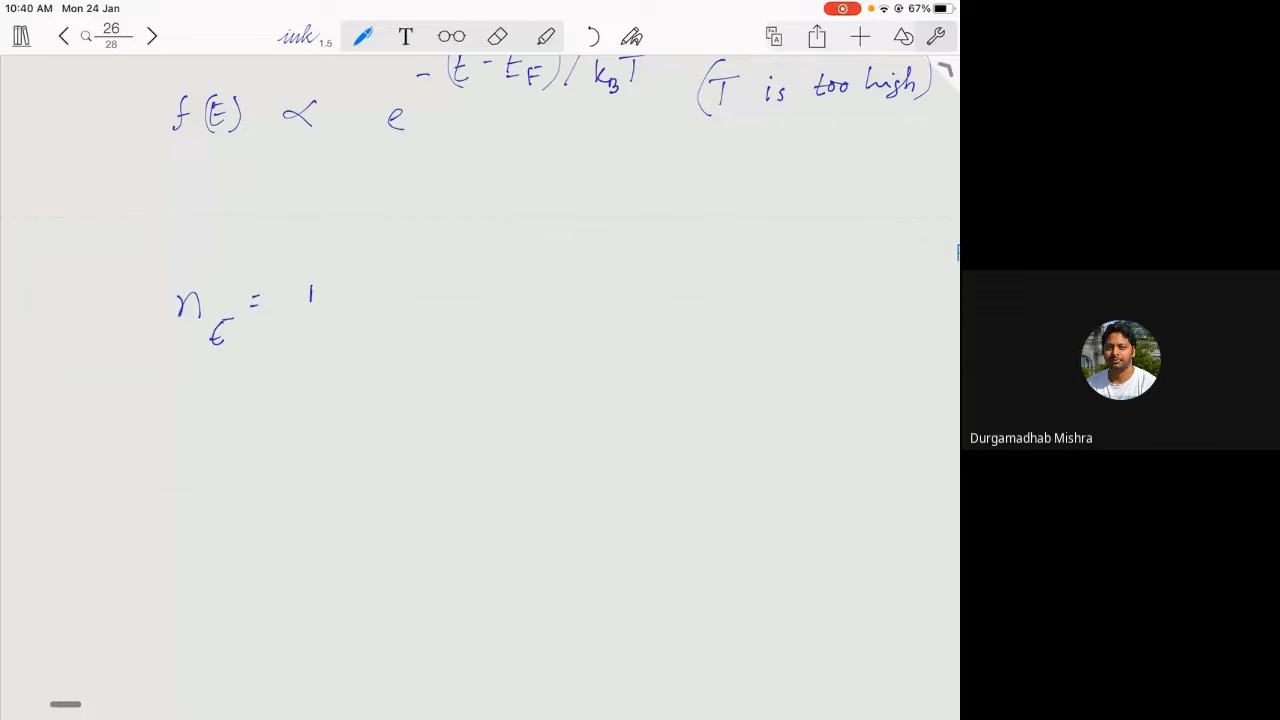 10:40 AM Mon 24 Jan 67%
26
28
ink 1.5 T
f(E) ∝ e^{-(E - E_F)/k_B T} (T is too high)
n_E = 1
Durgamadhab Mishra